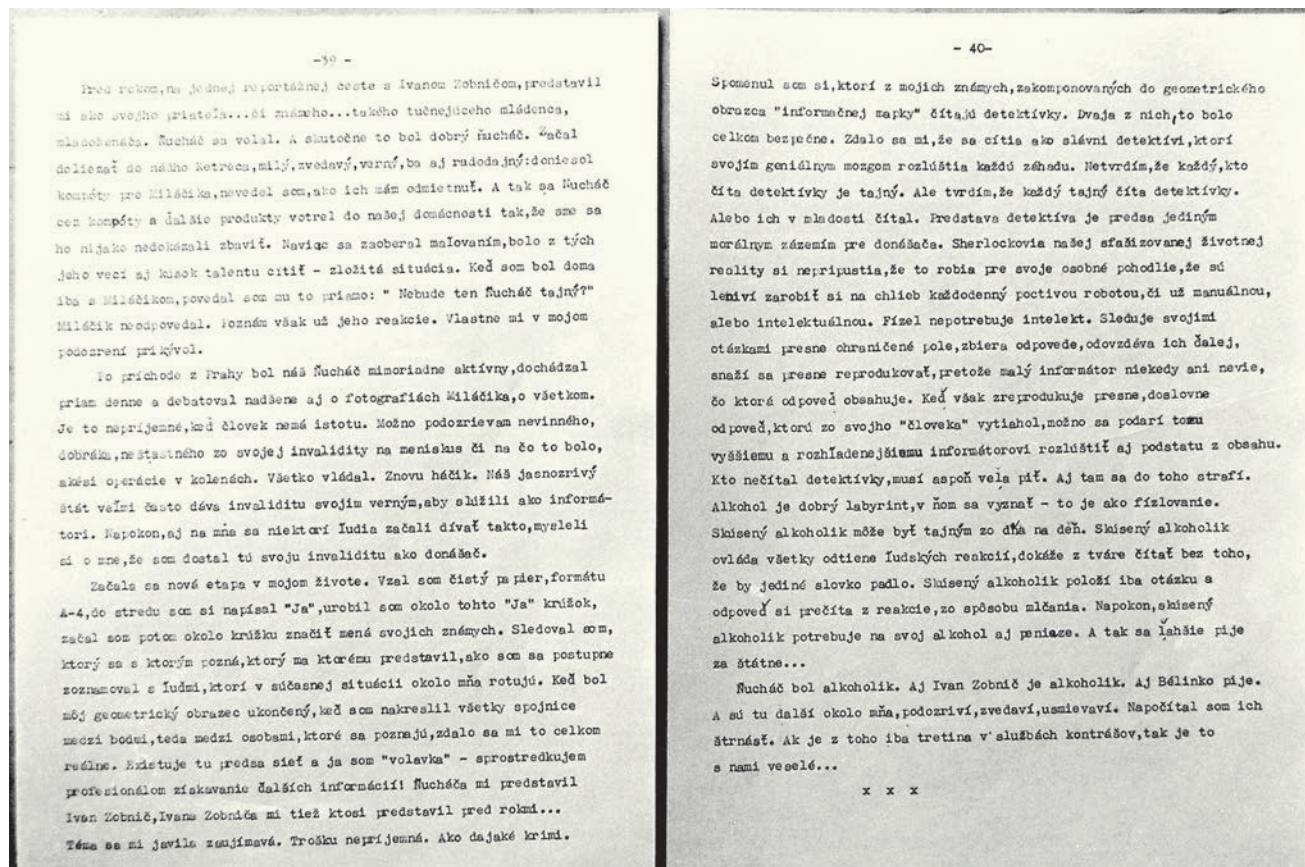 -39 -
Pred rokom,na jednej reportážnej ceste s Ivanom Zobničom,predstavil
mi ako svojho priateľa...či známeho...takého tučnejúceho mládenca,
mladoženáča. Ňucháč sa volal. A skutočne to bol dobrý ňucháč. Začal
doliezať do nášho Retreca,milý,zvedavý,verný,ba aj radodajný:doniesol
kompóty pre Miláčika,nevedel som,ako ich mám odmietnuť. A tak sa Ňucháč
cez kompóty a ďalšie produkty votrel do našej domácnosti tak,že sme sa
ho nijako nedokázali zbaviť. Naviac sa zaoberal maľovaním,bolo z tých
jeho vecí aj kúsok talentu cítiť - zložitá situácia. Keď som bol doma
iba s Miláčikom,povedal som mu to priamo: " Nebude ten Ňucháč tajný?"
Miláčik neodpovedal. Poznám však už jeho reakcie. Vlastne mi v mojom
podozrení prikývol.
Po príchode z Prahy bol náš Ňucháč mimoriadne aktívny,dochádzal
priam denne a debatoval nadšene aj o fotografiách Miláčika,o všetkom.
Je to nepríjemné,keď človek nemá istotu. Možno podozrievam nevinného,
dobráka,nešťastného zo svojej invalidity na meniskus či na čo to bolo,
akési operácie v kolenách. Všetko vládal. Znovu háčik. Náš jasnozrivý
štát veľmi často dáva invaliditu svojim verným,aby slúžili ako informá-
tori. Napokon,aj na mňa sa niektorí ľudia začali dívať takto,mysleli
si o mne,že som dostal tú svoju invaliditu ako donášač.
Začala sa nová etapa v mojom živote. Vzal som čistý papier,formátu
A-4,do stredu som si napísal "Ja",urobil som okolo tohto "Ja" krúžok,
začal som potom okolo krúžku značiť mená svojich známych. Sledoval som,
ktorý sa s ktorým pozná,ktorý ma ktorému predstavil,ako som sa postupne
zoznamoval s ľuďmi,ktorí v súčasnej situácii okolo mňa rotujú. Keď bol
môj geometrický obrazec ukončený,keď som nakreslil všetky spojnice
medzi bodmi,teda medzi osobami,ktoré sa poznajú,zdalo sa mi to celkom
reálne. Existuje tu predsa sieť a ja som "volavka" - sprostredkujem
profesionálom získavanie ďalších informácií! Ňucháča mi predstavil
Ivan Zobnič,Ivana Zobniča mi tiež ktosi predstavil pred rokmi...
Téma sa mi javila zaujímavá. Trošku nepríjemná. Ako dajaké krimi.
- 40-
Spomenul som si,ktorí z mojich známych,zakomponovaných do geometrického
obrazca "informačnej mapky" čítajú detektívky. Dvaja z nich,to bolo
celkom bezpečne. Zdalo sa mi,že sa cítia ako slávni detektívi,ktorí
svojím geniálnym mozgom rozlúštia každú záhadu. Netvrdím,že každý,kto
číta detektívky je tajný. Ale tvrdím,že každý tajný číta detektívky.
Alebo ich v mladosti čítal. Predstava detektíva je predsa jediným
morálnym zázemím pre donášača. Sherlockovia našej sfašizovanej životnej
reality si nepripustia,že to robia pre svoje osobné pohodlie,že sú
leniví zarobiť si na chlieb každodenný poctivou robotou,či už manuálnou,
alebo intelektuálnou. Fízel nepotrebuje intelekt. Sleduje svojimi
otázkami presne ohraničené pole,zbiera odpovede,odovzdáva ich ďalej,
snaží sa presne reprodukovať,pretože malý informátor niekedy ani nevie,
čo ktorá odpoveď obsahuje. Keď však zreprodukuje presne,doslovne
odpoveď,ktorú zo svojho "človeka" vytiahol,možno sa podarí tomu
vyššiemu a rozhľadenejšiemu informátorovi rozlúštiť aj podstatu z obsahu.
Kto nečítal detektívky,musí aspoň veľa piť. Aj tam sa do toho strafí.
Alkohol je dobrý labyrint,v ňom sa vyznať - to je ako fízlovanie.
Skúsený alkoholik môže byť tajným zo dňa na deň. Skúsený alkoholik
ovláda všetky odtiene ľudských reakcií,dokáže z tváre čítať bez toho,
že by jediné slovko padlo. Skúsený alkoholik položí iba otázku a
odpoveď si prečíta z reakcie,zo spôsobu mlčania. Napokon,skúsený
alkoholik potrebuje na svoj alkohol aj peniaze. A tak sa ľahšie pije
za štátne...
Ňucháč bol alkoholik. Aj Ivan Zobnič je alkoholik. Aj Bélinko pije.
A sú tu ďalší okolo mňa,podozriví,zvedaví,usmievaví. Napočítal som ich
štrnásť. Ak je z toho iba tretina v službách kontrášov,tak je to
s nami veselé...
x x x